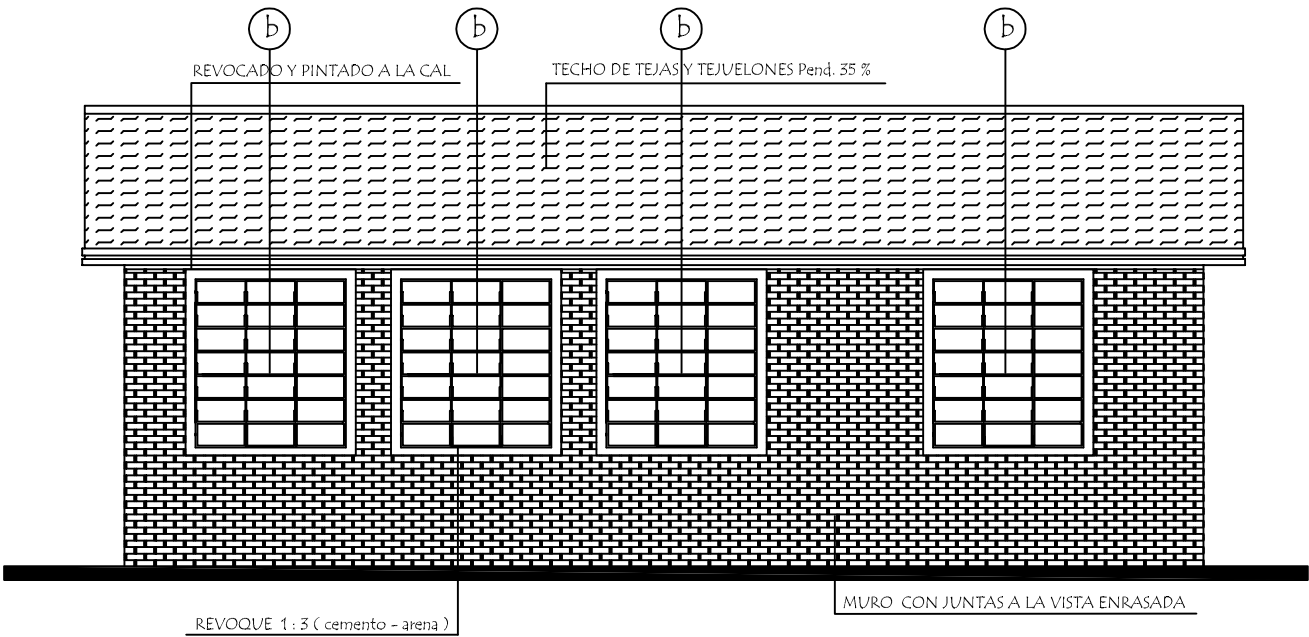 b b b b
REVOCADO Y PINTADO A LA CAL
TECHO DE TEJAS Y TEJUELONES Pend. 35 %
MURO CON JUNTAS A LA VISTA ENRASADA
REVOQUE 1 : 3 ( cemento - arena )